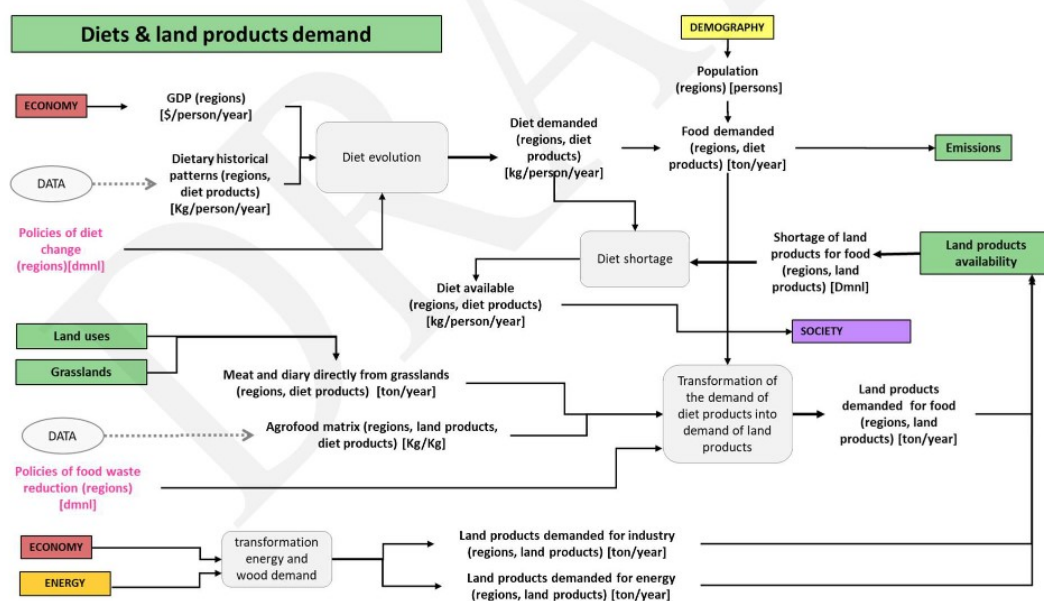 Diets & land products demand
DEMOGRAPHY
Population
(regions) [persons]
ECONOMY
GDP (regions)
[$/person/year]
Diet evolution
Diet demanded
(regions, diet
products)
[kg/person/year]
Food demanded
(regions, diet
products) [ton/year]
Emissions
DATA
Dietary historical
patterns (regions,
diet products)
[Kg/person/year]
Policies of diet
change
(regions)[dmnl]
Diet shortage
Shortage of land
products for food
(regions, land
products) [Dmnl]
Land products
availability
Diet available
(regions, diet products)
[kg/person/year]
SOCIETY
Land uses
Grasslands
Meat and diary directly from grasslands
(regions, diet products) [ton/year]
Transformation of
the demand of
diet products into
demand of land
products
Land products
demanded for food
(regions, land
products) [ton/year]
DATA
Agrofood matrix (regions, land products,
diet products) [Kg/Kg]
Policies of food waste
reduction (regions)
[dmnl]
ECONOMY
ENERGY
transformation
energy and
wood demand
Land products demanded for industry
(regions, land products) [ton/year]
Land products demanded for energy
(regions, land products) [ton/year]